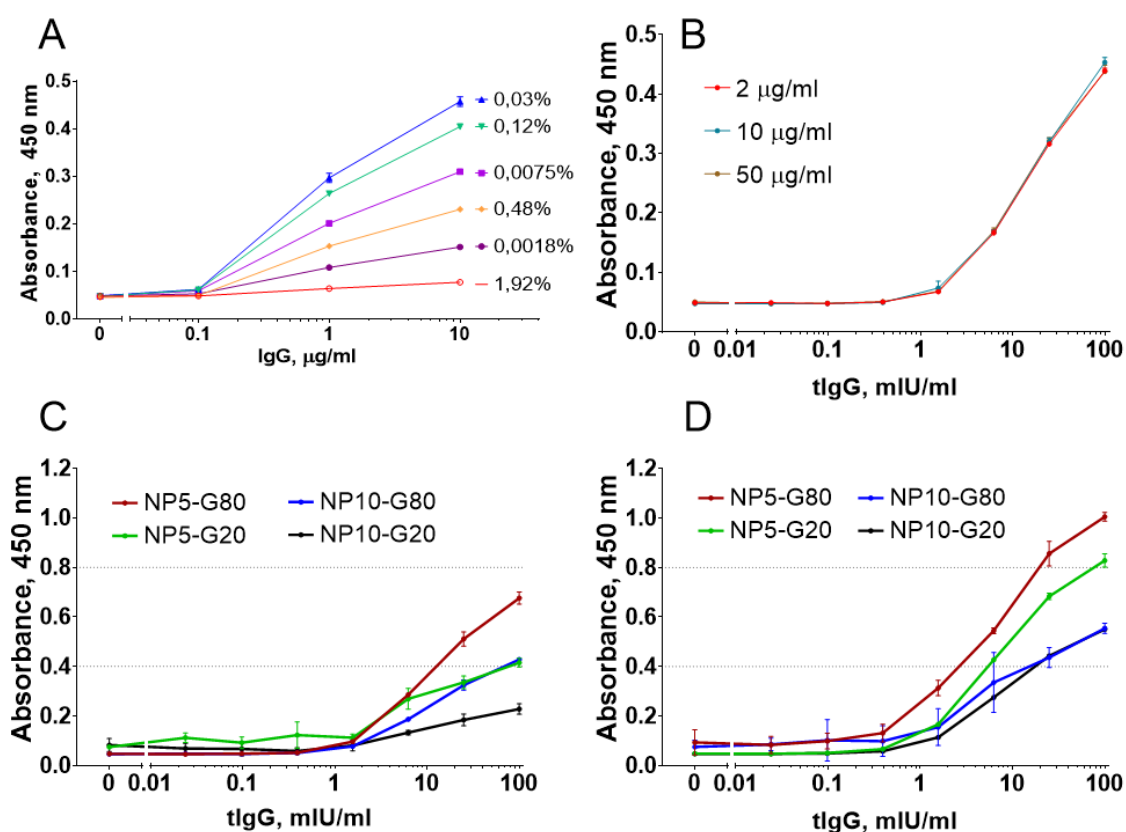 A
Absorbance, 450 nm
0.5
0.4
0.3
0.2
0.1
0.0
0 0.1 1 10
IgG, µg/ml
0,03%
0,12%
0,0075%
0,48%
0,0018%
1,92%
B
Absorbance, 450 nm
0.5
0.4
0.3
0.2
0.1
0.0
0 0.01 0.1 1 10 100
tIgG, mIU/ml
2 µg/ml
10 µg/ml
50 µg/ml
C
Absorbance, 450 nm
1.2
1.0
0.8
0.6
0.4
0.2
0.0
0 0.01 0.1 1 10 100
tIgG, mIU/ml
NP5-G80 NP10-G80
NP5-G20 NP10-G20
D
Absorbance, 450 nm
1.2
1.0
0.8
0.6
0.4
0.2
0.0
0 0.01 0.1 1 10 100
tIgG, mIU/ml
NP5-G80 NP10-G80
NP5-G20 NP10-G20